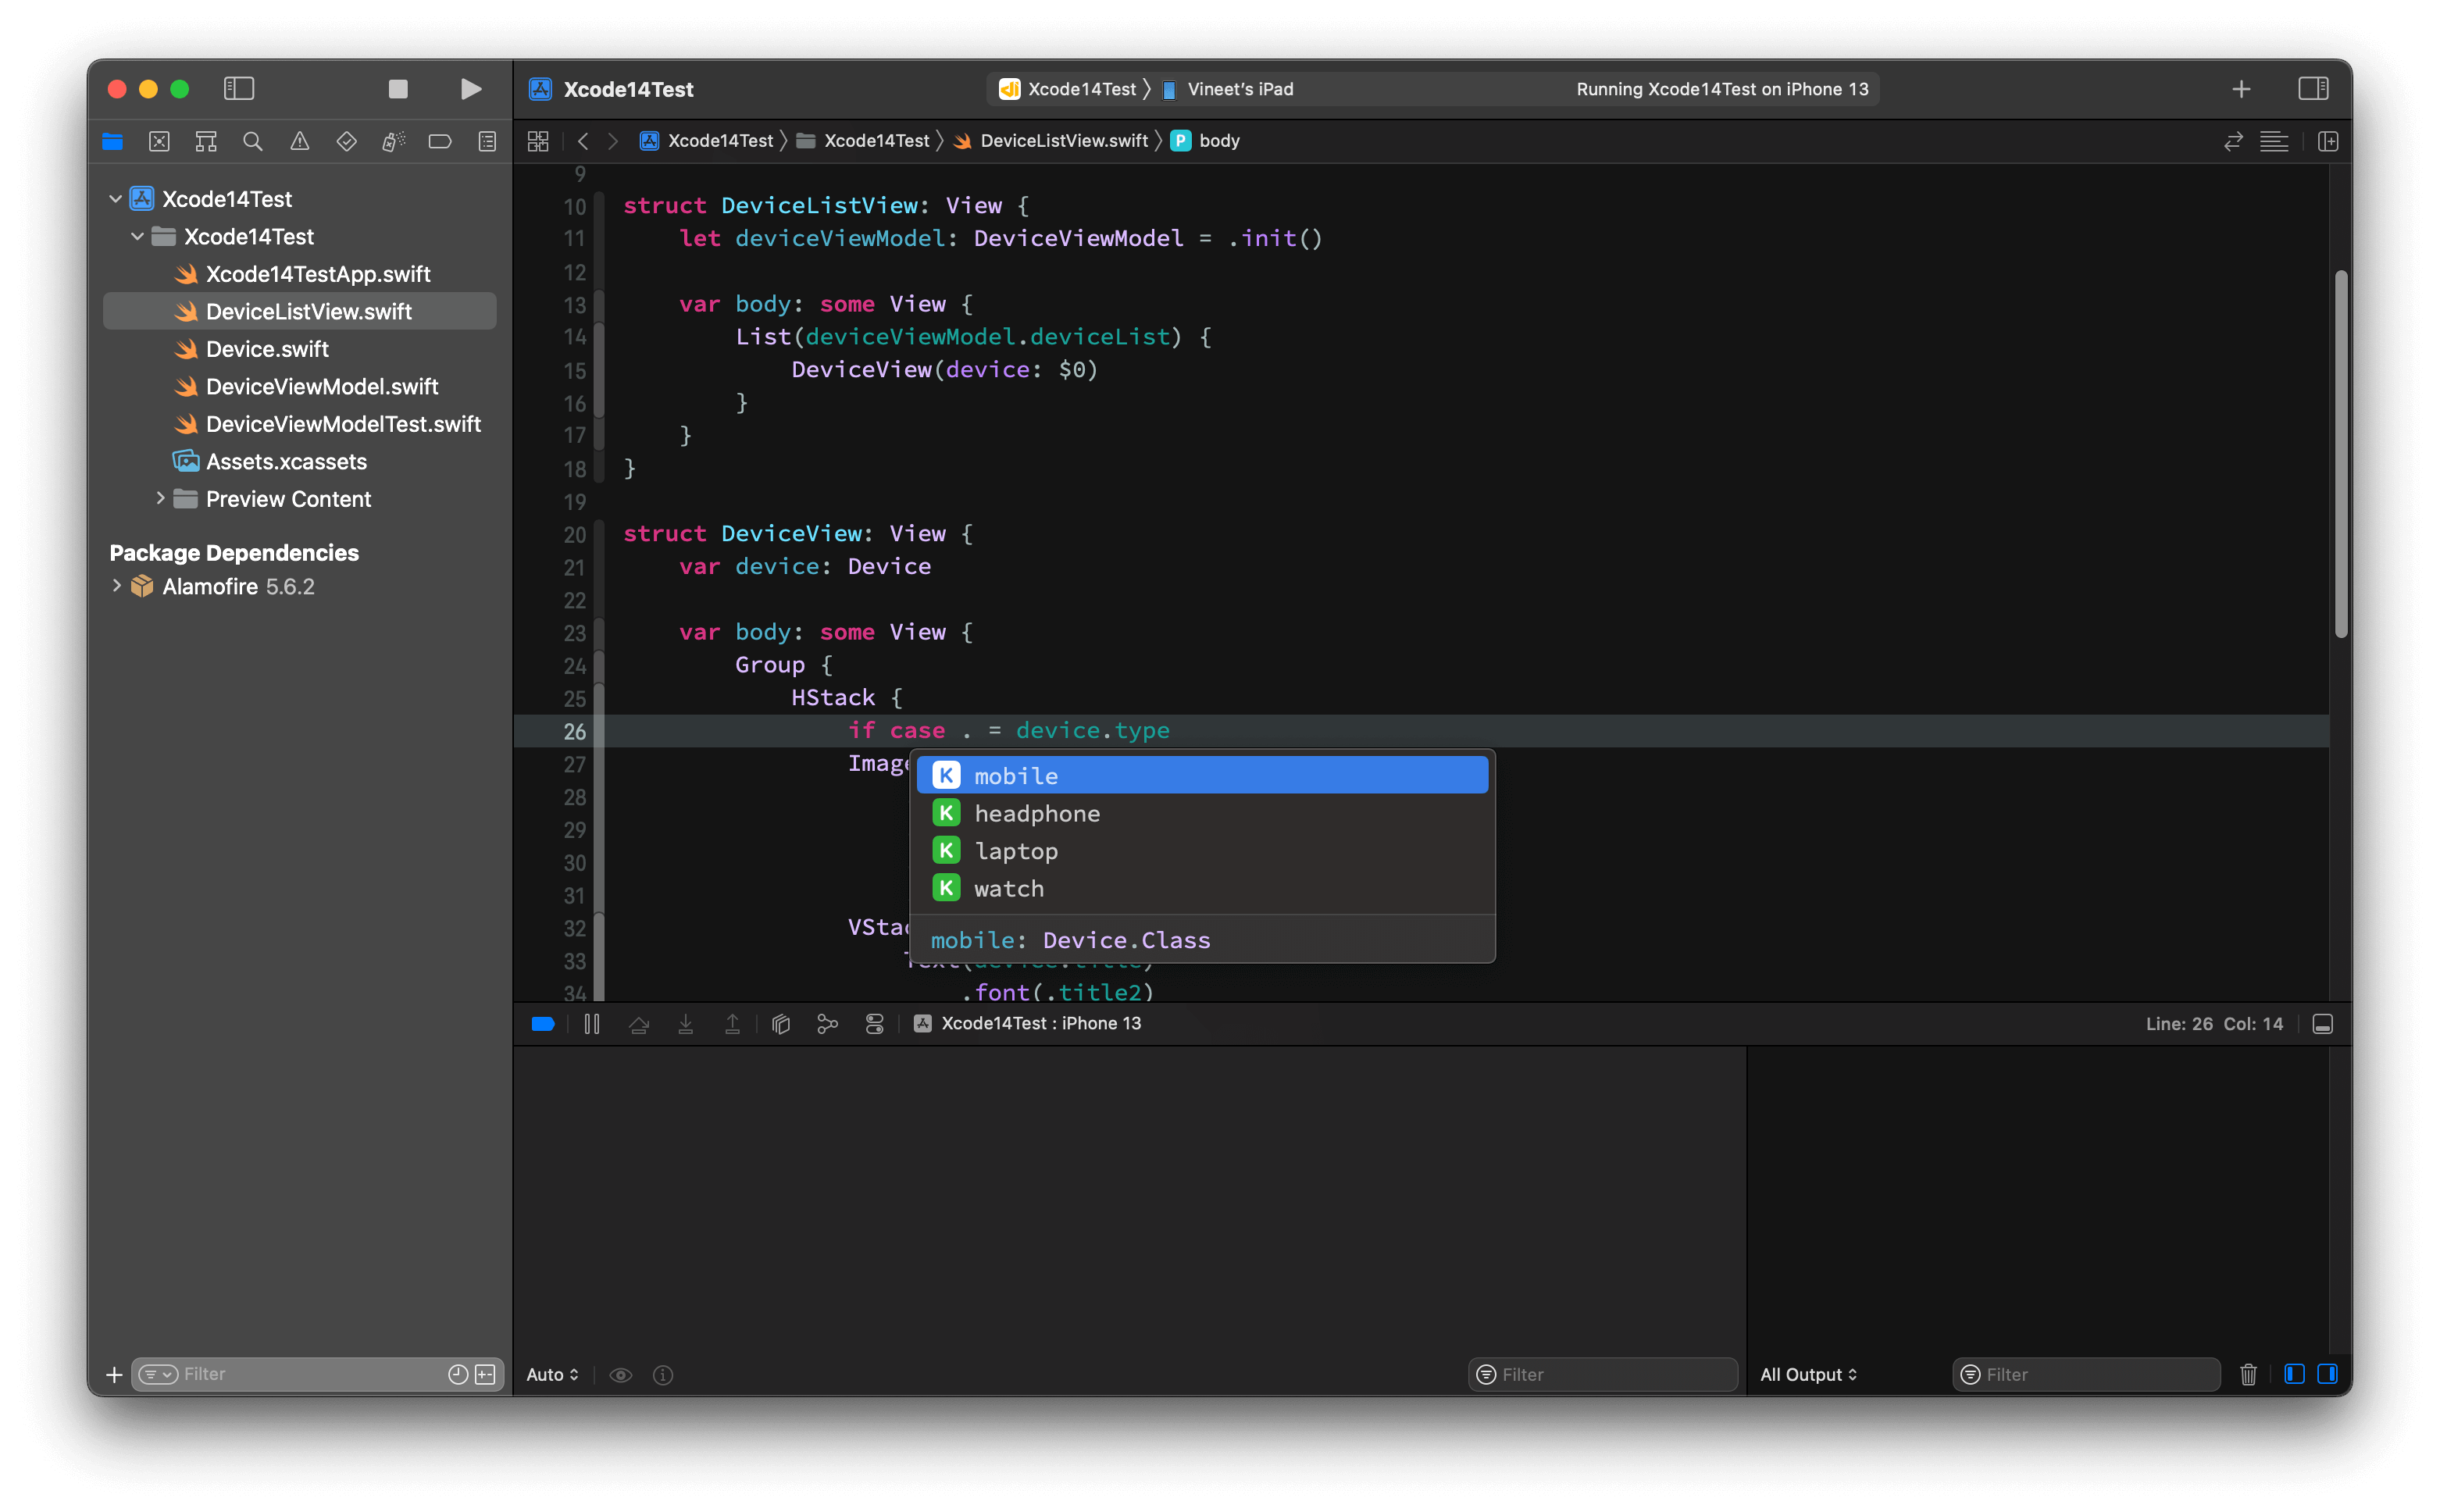 Xcode14Test
Xcode14Test
Vineet's iPad
Running Xcode14Test on iPhone 13
Xcode14Test
Xcode14Test
DeviceListView.swift
P
body
Xcode14Test
Xcode14Test
Xcode14TestApp.swift
DeviceListView.swift
Device.swift
DeviceViewModel.swift
DeviceViewModelTest.swift
Assets.xcassets
Preview Content
Package Dependencies
Alamofire 5.6.2
Filter
9
10 struct DeviceListView: View {
11 let deviceViewModel: DeviceViewModel = .init()
12
13 var body: some View {
14 List(deviceViewModel.deviceList) {
15 DeviceView(device: $0)
16 }
17 }
18 }
19
20 struct DeviceView: View {
21 var device: Device
22
23 var body: some View {
24 Group {
25 HStack {
26 if case . = device.type
27 Image
28
29
30
31
32 VStac
33
34 .font(.title2)
K mobile
K headphone
K laptop
K watch
mobile: Device.Class
Xcode14Test : iPhone 13
Line: 26 Col: 14
Auto
Filter
All Output
Filter